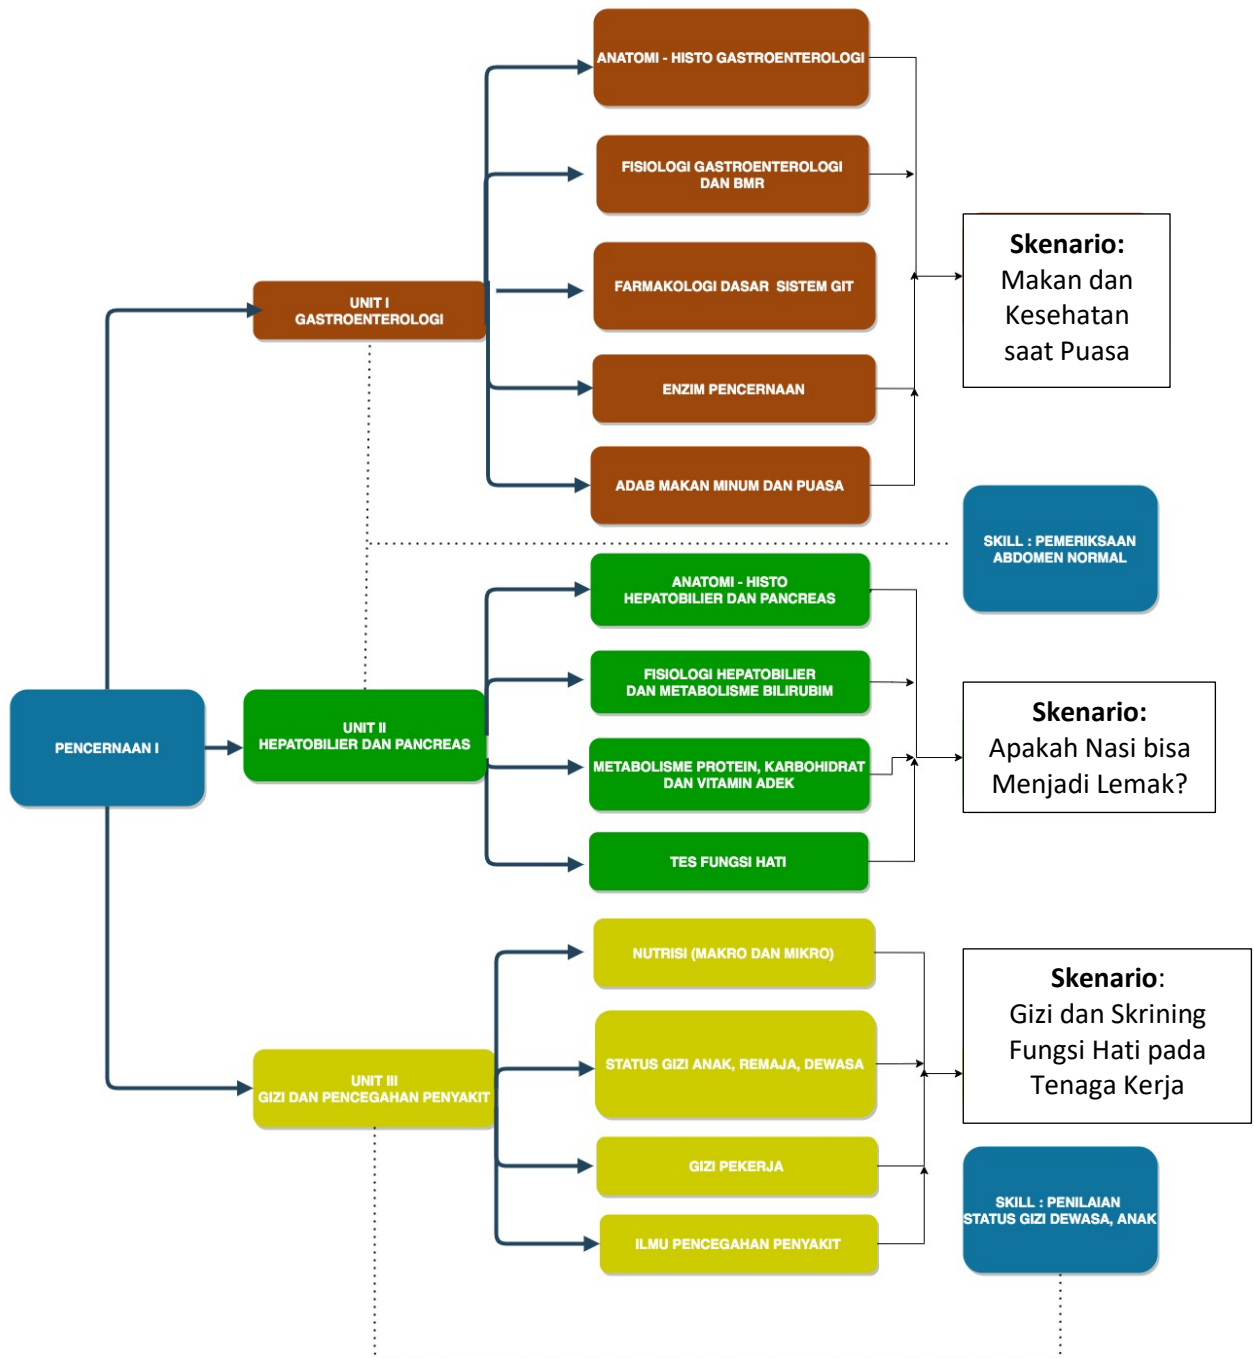 PENCERNAAN I
UNIT I
GASTROENTEROLOGI
ANATOMI - HISTO GASTROENTEROLOGI
FISIOLOGI GASTROENTEROLOGI
DAN BMR
FARMAKOLOGI DASAR SISTEM GIT
ENZIM PENCERNAAN
ADAB MAKAN MINUM DAN PUASA
Skenario:
Makan dan
Kesehatan
saat Puasa
SKILL : PEMERIKSAAN
ABDOMEN NORMAL
UNIT II
HEPATOBILIER DAN PANCREAS
ANATOMI - HISTO
HEPATOBILIER DAN PANCREAS
FISIOLOGI HEPATOBILIER
DAN METABOLISME BILIRUBIM
METABOLISME PROTEIN, KARBOHIDRAT
DAN VITAMIN ADEK
TES FUNGSI HATI
Skenario:
Apakah Nasi bisa
Menjadi Lemak?
UNIT III
GIZI DAN PENCEGAHAN PENYAKIT
NUTRISI (MAKRO DAN MIKRO)
STATUS GIZI ANAK, REMAJA, DEWASA
GIZI PEKERJA
ILMU PENCEGAHAN PENYAKIT
Skenario:
Gizi dan Skrining
Fungsi Hati pada
Tenaga Kerja
SKILL : PENILAIAN
STATUS GIZI DEWASA, ANAK